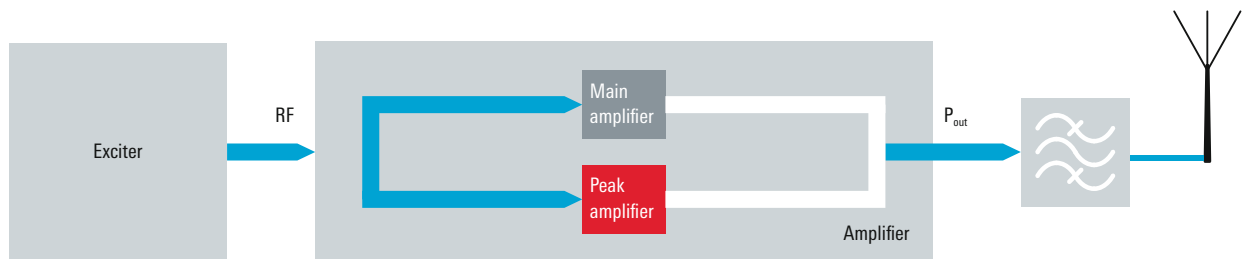 Exciter
RF
Main
amplifier
Peak
amplifier
Amplifier
Pout